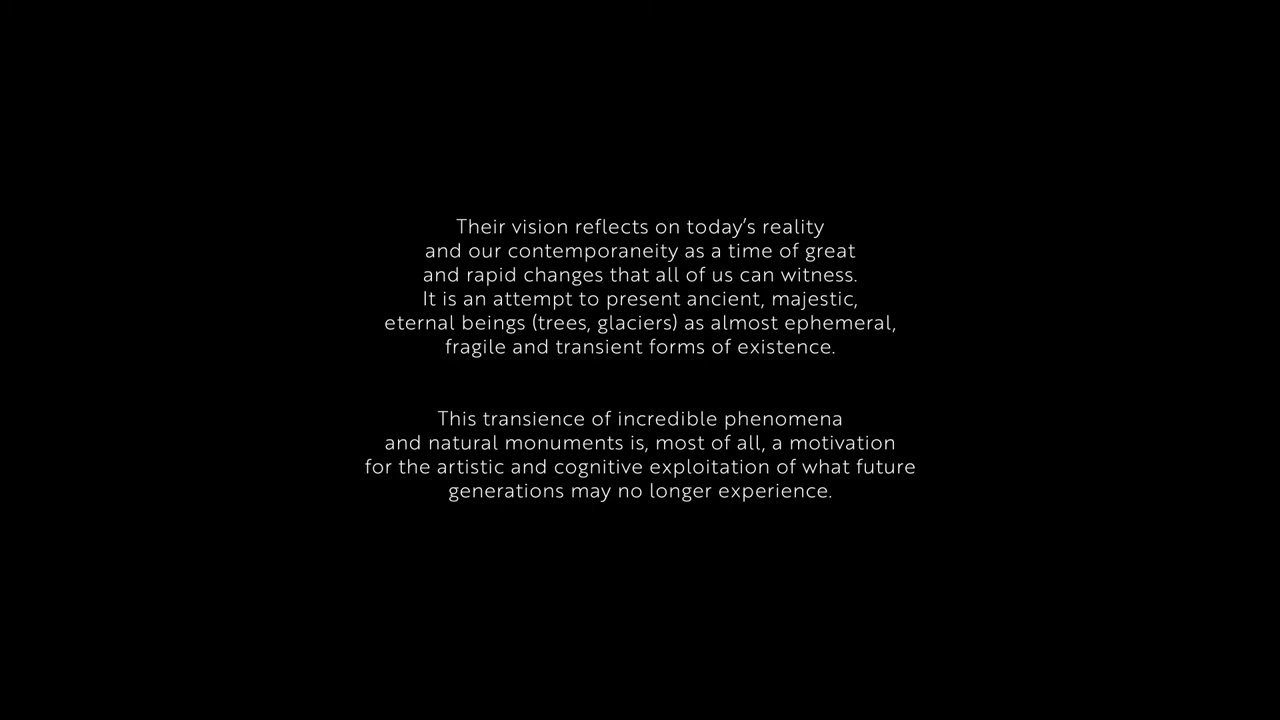 Their vision reflects on today’s reality
and our contemporaneity as a time of great
and rapid changes that all of us can witness.
It is an attempt to present ancient, majestic,
eternal beings (trees, glaciers) as almost ephemeral,
fragile and transient forms of existence.
This transience of incredible phenomena
and natural monuments is, most of all, a motivation
for the artistic and cognitive exploitation of what future
generations may no longer experience.